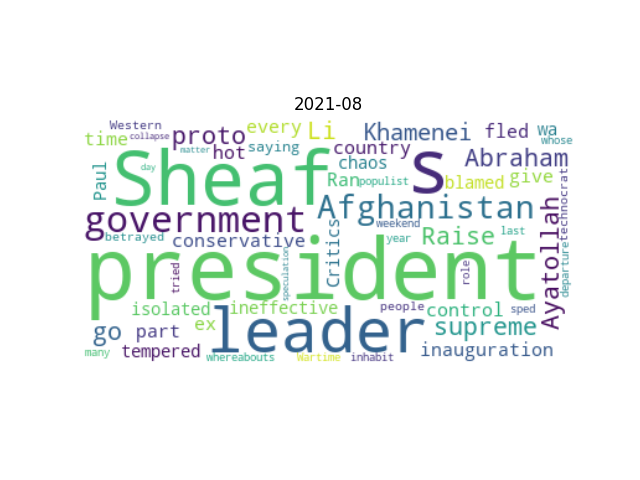 2021-08
Western
collapse
time
proto
every
Li
Khamenei
fled
wa
whose
matter
hot
saying
country
day
Sheaf
s
chaos
Abraham
Paul
Ran
populist
blamed
give
technocrat
government
Afghanistan
weekend
betrayed
conservative
Critics
year
Raise
last
Ayatollah
departure
president
tried
speculation
role
isolated
ineffective
people
control
sped
go
part
ex
leader
supreme
many
tempered
whereabouts
Wartime
inhabit
inauguration